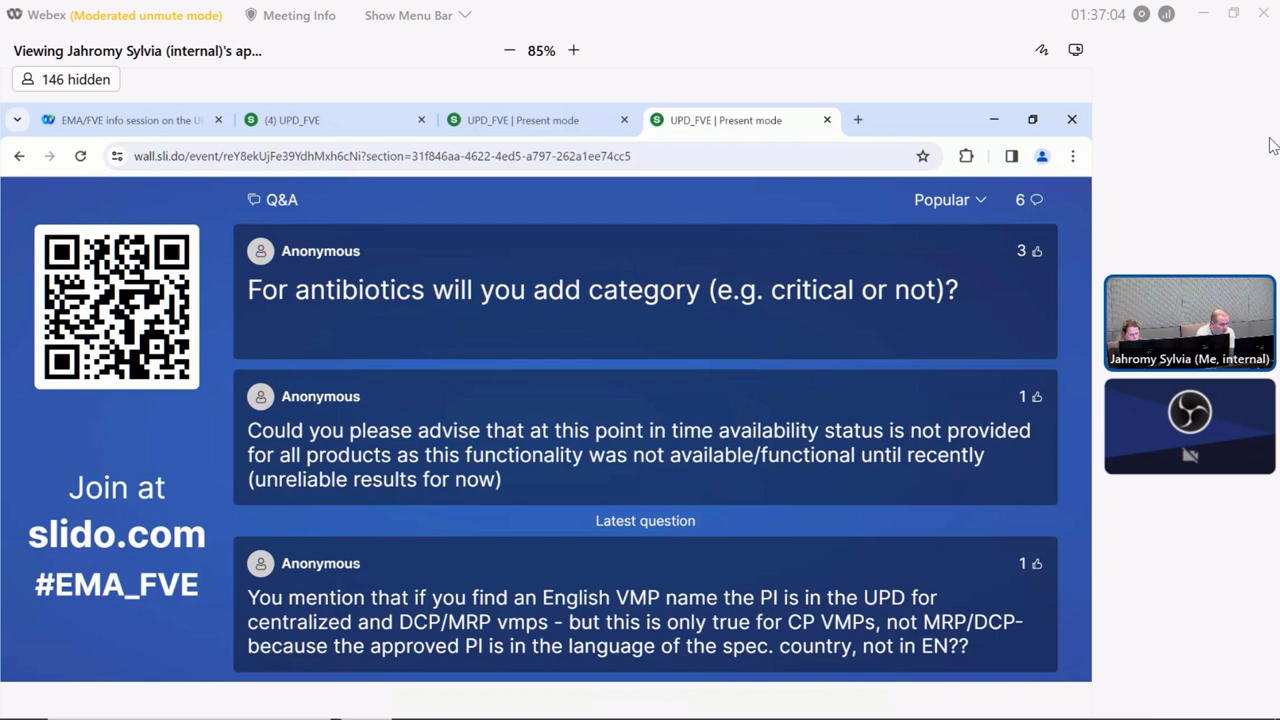 Webex (Moderated unmute mode) Meeting Info Show Menu Bar 01:37:04
Viewing Jahromy Sylvia (internal)'s ap... 85%
146 hidden
EMA/FVE info session on the U (4) UPD_FVE UPD_FVE | Present mode UPD_FVE | Present mode
wall.sli.do/event/reY8ekUjFe39YdhMxh6cNi?section=31f846aa-4622-4ed5-a797-262a1ee74cc5
Q&A Popular 6
Anonymous 3
For antibiotics will you add category (e.g. critical or not)?
Anonymous 1
Could you please advise that at this point in time availability status is not provided
for all products as this functionality was not available/functional until recently
(unreliable results for now)
Latest question
Anonymous 1
You mention that if you find an English VMP name the PI is in the UPD for
centralized and DCP/MRP vmps - but this is only true for CP VMPs, not MRP/DCP-
because the approved PI is in the language of the spec. country, not in EN??
Join at
slido.com
#EMA_FVE
Jahromy Sylvia (Me, internal)